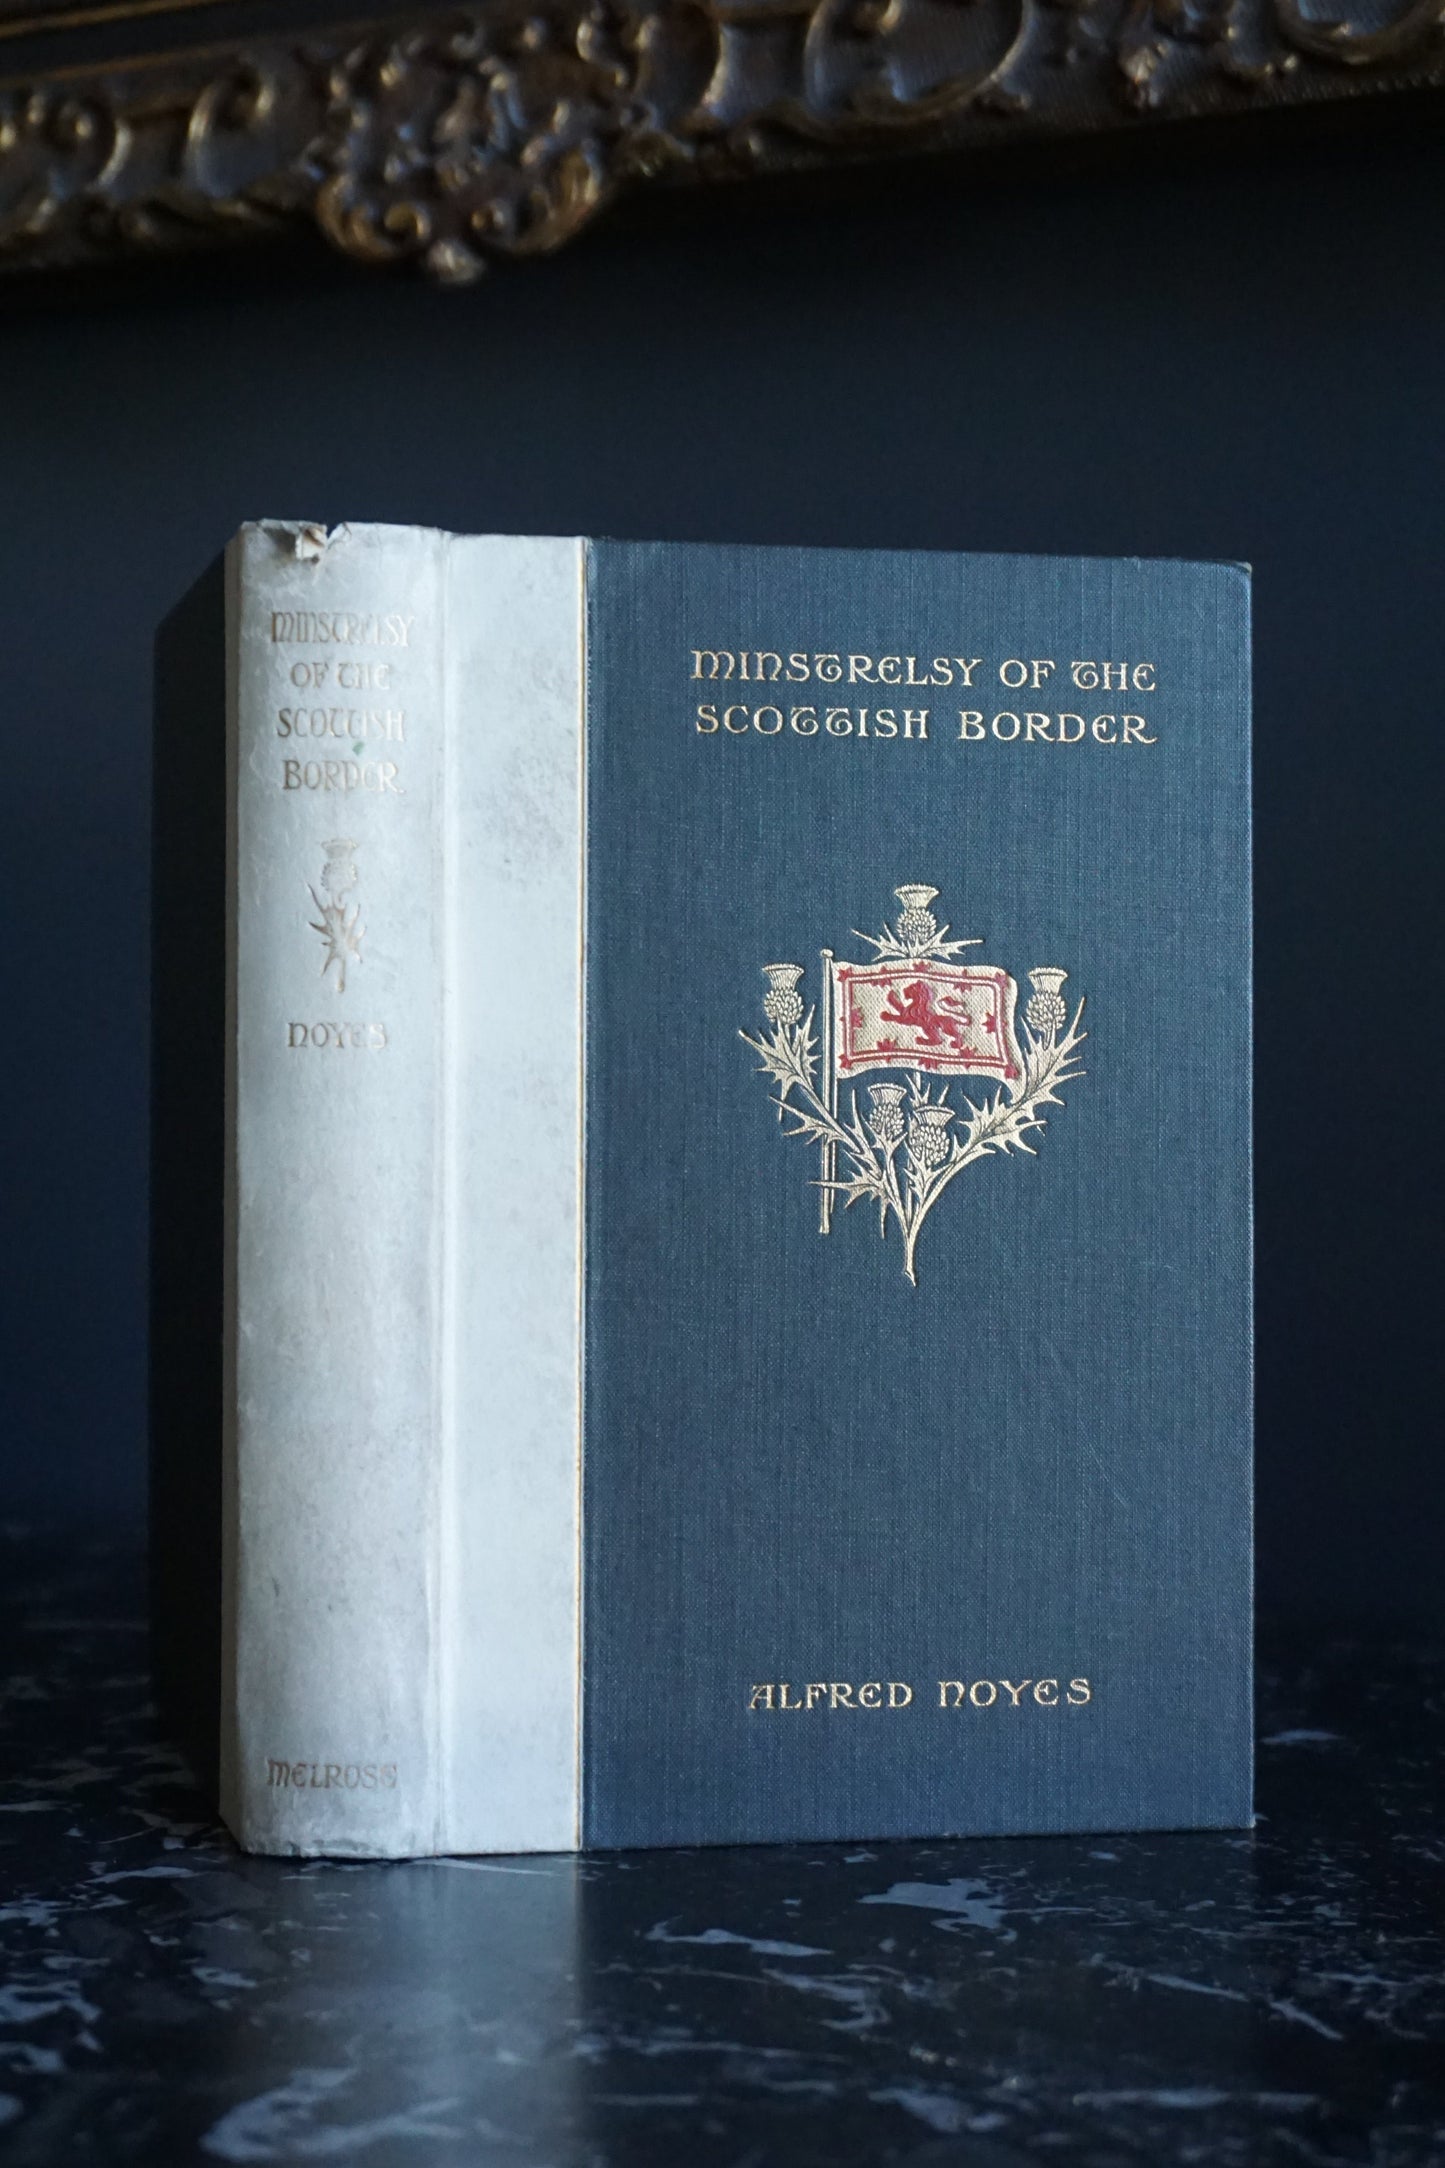 MINSTRELSY
OF THE
SCOTTISH
BORDER
NOYES
MELROSE
MINSTRELSY OF THE
SCOTTISH BORDER
ALFRED NOYES